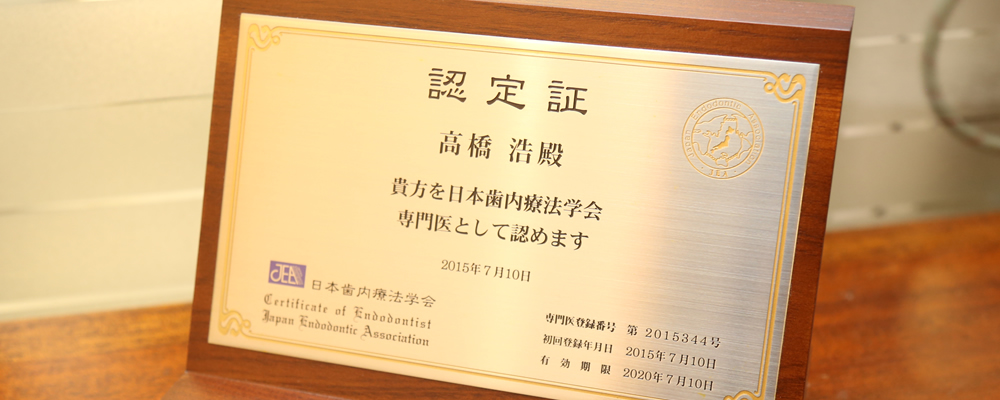 認定証
高橋 浩殿
貴方を日本歯内療法学会
専門医として認めます
2015年7月10日
JEA 日本歯内療法学会
Certificate of Endodontist
Japan Endodontic Association
専門医登録番号 第2015344号
初回登録年月日 2015年7月10日
有効期限 2020年7月10日
Japan Endodontic Association
JEA